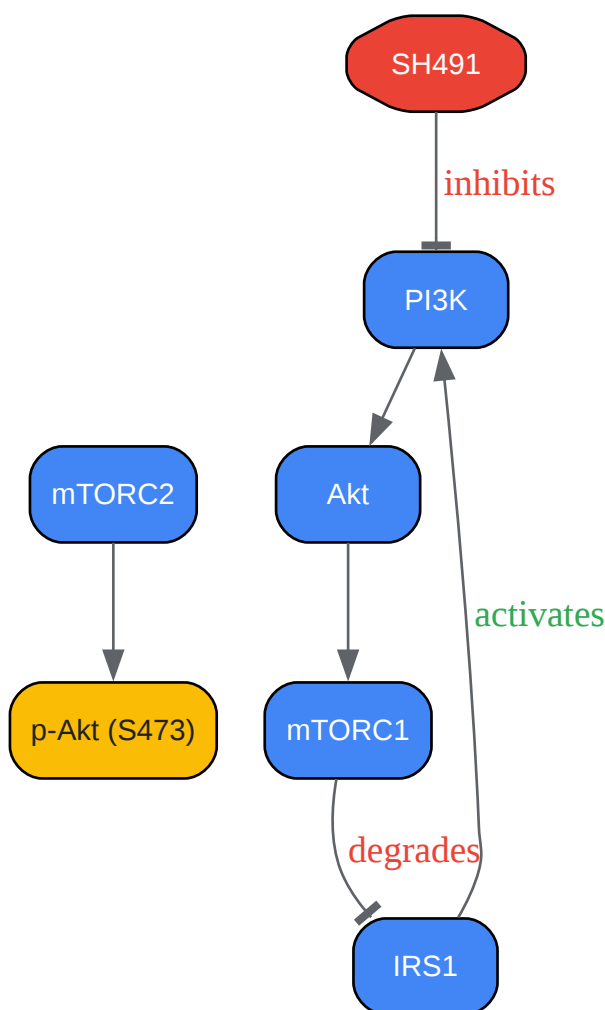 SH491
inhibits
PI3K
mTORC2
Akt
activates
p-Akt (S473)
mTORC1
degrades
IRS1